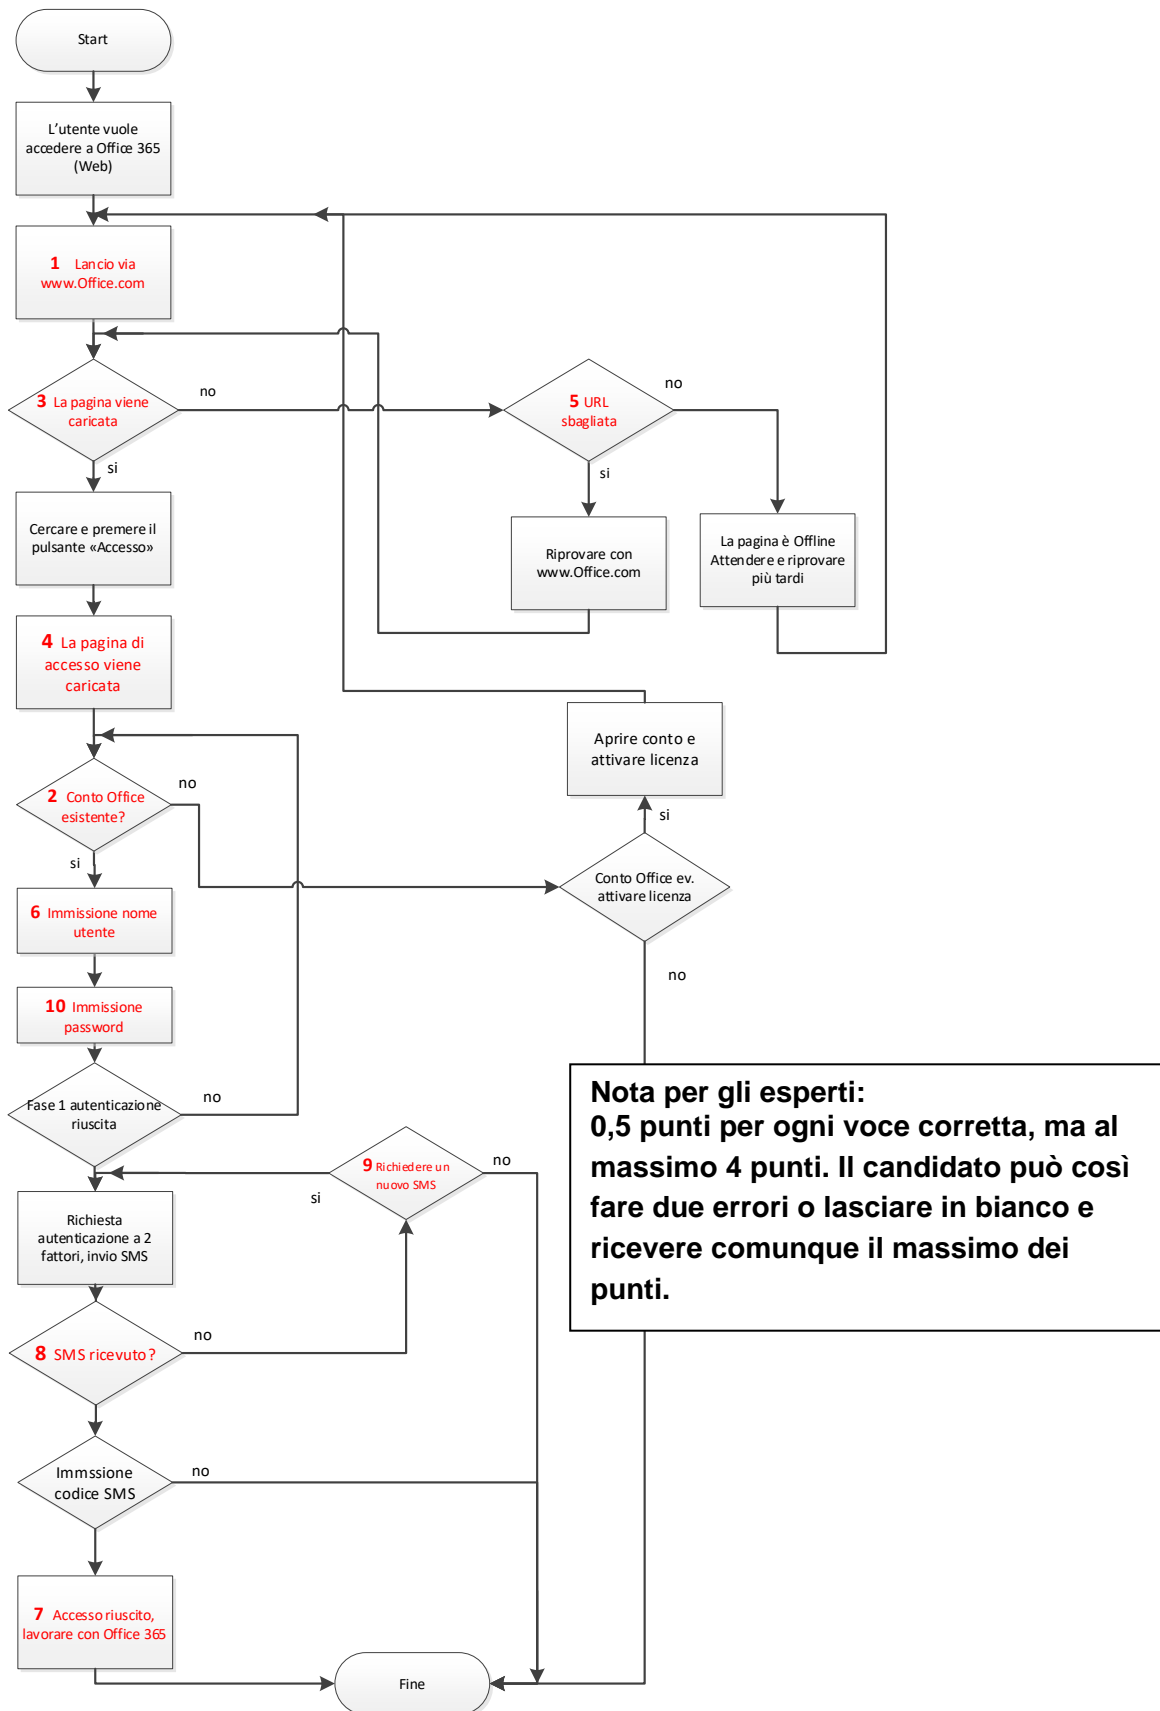 Start
L'utente vuole
accedere a Office 365
(Web)
1 Lancio via
www.Office.com
3 La pagina viene
caricata
no
5 URL
sbagliata
no
si
si
Cercare e premere il
pulsante «Accesso»
Riprovare con
www.Office.com
La pagina è Offline
Attendere e riprovare
più tardi
4 La pagina di
accesso viene
caricata
Aprire conto e
attivare licenza
2 Conto Office
esistente?
no
si
si
Conto Office ev.
attivare licenza
no
6 Immissione nome
utente
10 Immissione
password
Fase 1 autenticazione
riuscita
no
Nota per gli esperti:
0,5 punti per ogni voce corretta, ma al
massimo 4 punti. Il candidato può così
fare due errori o lasciare in bianco e
ricevere comunque il massimo dei
punti.
9 Richiedere un
nuovo SMS
no
si
Richiesta
autenticazione a 2
fattori, invio SMS
8 SMS ricevuto?
no
Immssione
codice SMS
no
7 Accesso riuscito,
lavorare con Office 365
Fine